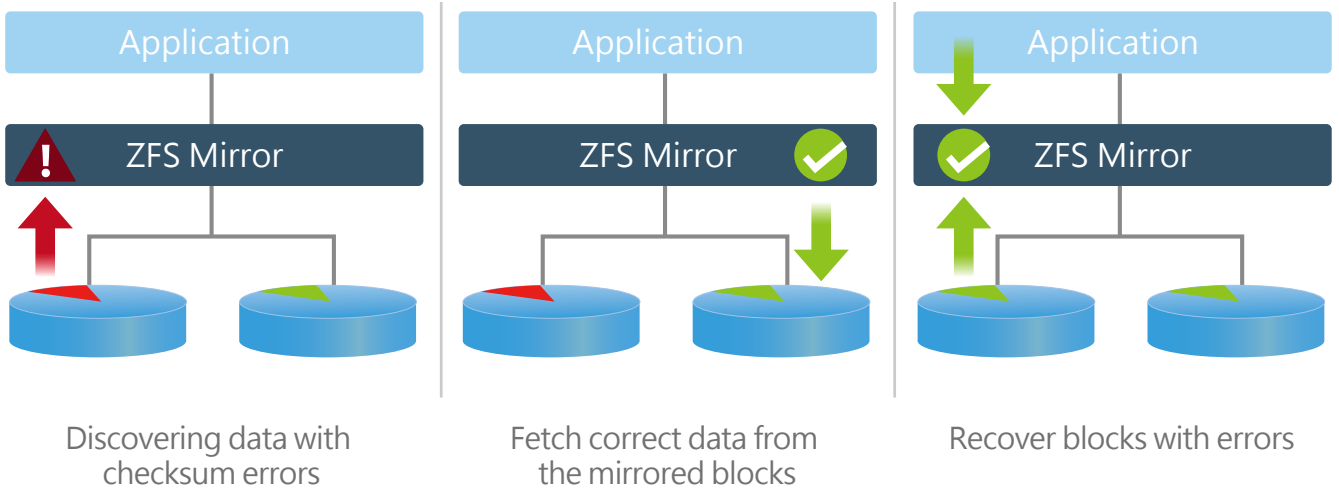 Application
ZFS Mirror
Discovering data with
checksum errors
Application
ZFS Mirror
Fetch correct data from
the mirrored blocks
Application
ZFS Mirror
Recover blocks with errors